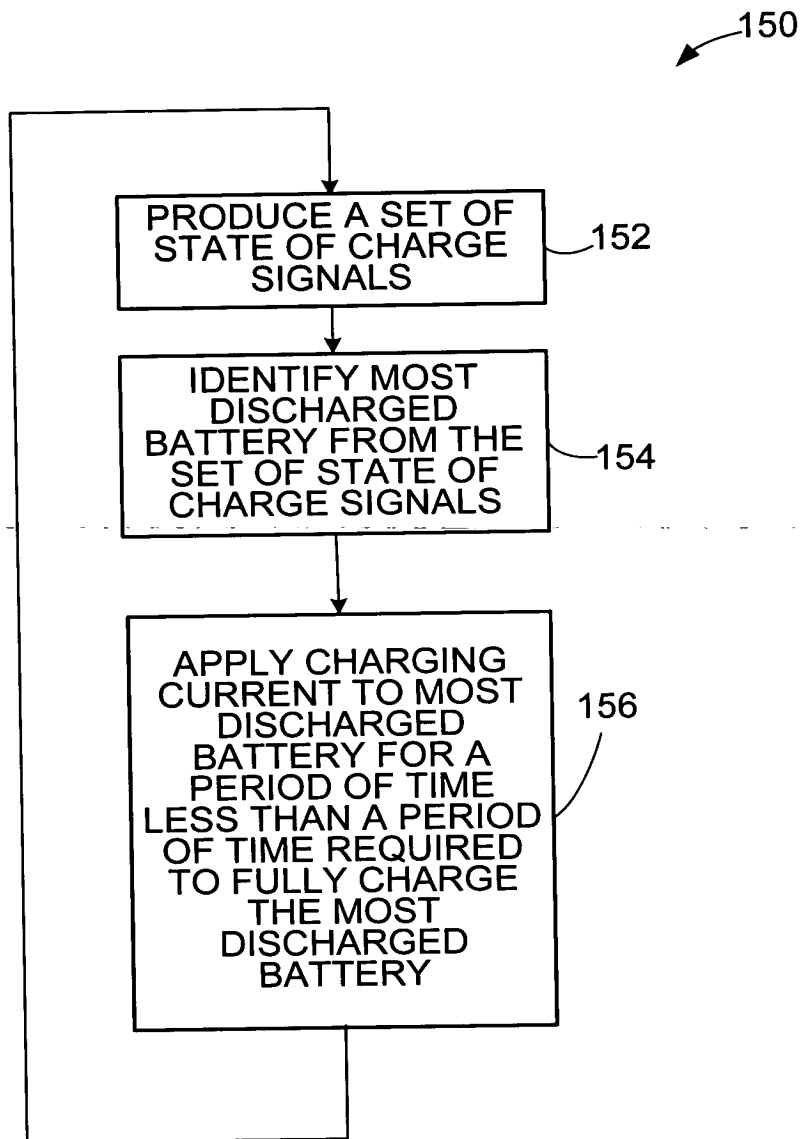 150
PRODUCE A SET OF
STATE OF CHARGE
SIGNALS
152
IDENTIFY MOST
DISCHARGED
BATTERY FROM THE
SET OF STATE OF
CHARGE SIGNALS
154
APPLY CHARGING
CURRENT TO MOST
DISCHARGED
BATTERY FOR A
PERIOD OF TIME
LESS THAN A PERIOD
OF TIME REQUIRED
TO FULLY CHARGE
THE MOST
DISCHARGED
BATTERY
156